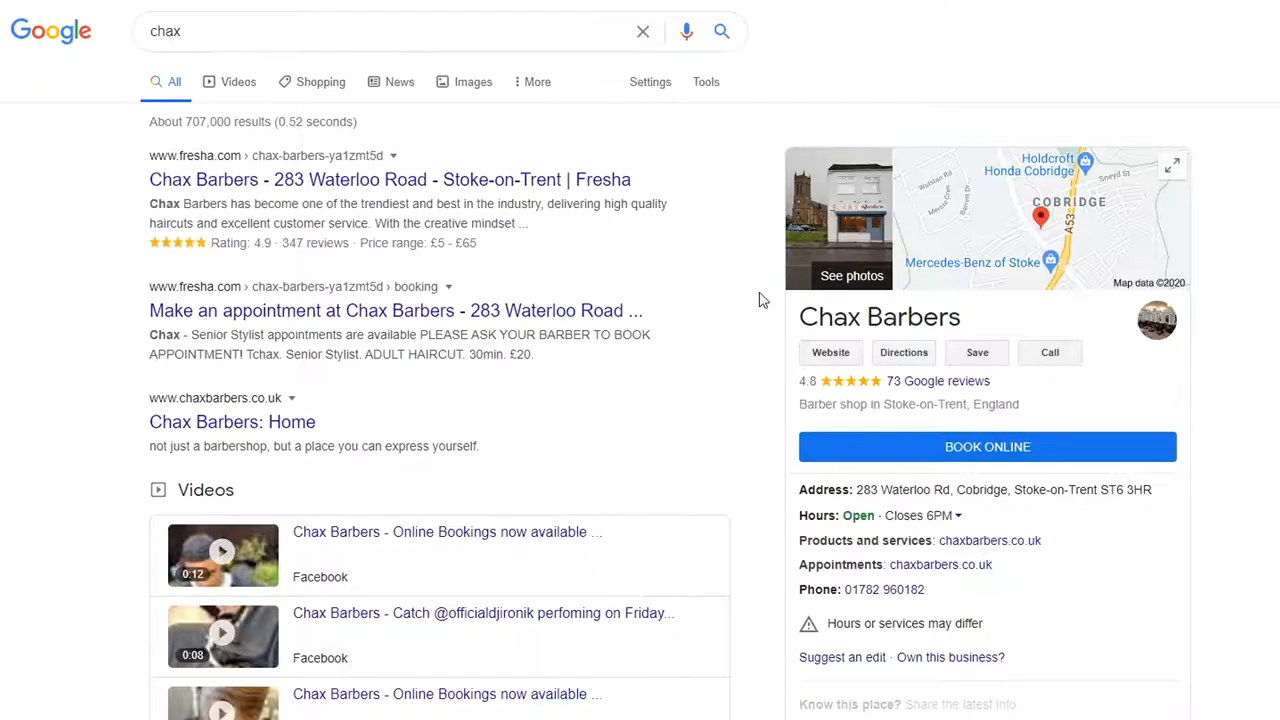 Google
chax
All
Videos
Shopping
News
Images
More
Settings
Tools
About 707,000 results (0.52 seconds)
www.fresha.com › chax-barbers-ya1zmt5d
Chax Barbers - 283 Waterloo Road - Stoke-on-Trent | Fresha
Chax Barbers has become one of the trendiest and best in the industry, delivering high quality
haircuts and excellent customer service. With the creative mindset ...
Rating: 4.9 · 347 reviews · Price range: £5 - £65
www.fresha.com › chax-barbers-ya1zmt5d › booking
Make an appointment at Chax Barbers - 283 Waterloo Road ...
Chax - Senior Stylist appointments are available PLEASE ASK YOUR BARBER TO BOOK
APPOINTMENT! Tchax. Senior Stylist. ADULT HAIRCUT. 30min. £20.
www.chaxbarbers.co.uk
Chax Barbers: Home
not just a barbershop, but a place you can express yourself.
Videos
Chax Barbers - Online Bookings now available ...
0:12
Facebook
Chax Barbers - Catch @officialdjironik perfoming on Friday...
0:08
Facebook
Chax Barbers - Online Bookings now available ...
See photos
Holdcroft
Honda Cobridge
Sneyd St
COBRIDGE
A53
Mercedes-Benz of Stoke
Map data ©2020
Chax Barbers
Website
Directions
Save
Call
4.8
73 Google reviews
Barber shop in Stoke-on-Trent, England
BOOK ONLINE
Address: 283 Waterloo Rd, Cobridge, Stoke-on-Trent ST6 3HR
Hours: Open · Closes 6PM
Products and services: chaxbarbers.co.uk
Appointments: chaxbarbers.co.uk
Phone: 01782 960182
Hours or services may differ
Suggest an edit · Own this business?
Know this place? Share the latest info